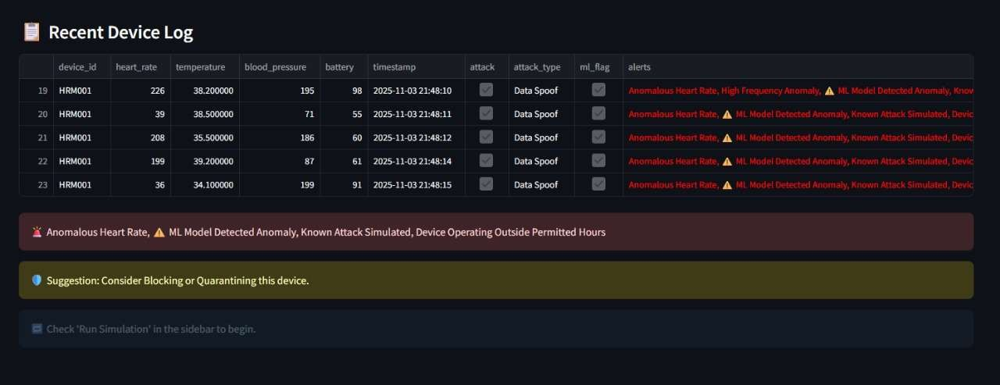 📋 Recent Device Log
device_id heart_rate temperature blood_pressure battery timestamp attack attack_type ml_flag alerts
19 HRM001 226 38.200000 195 98 2025-11-03 21:48:10 Data Spoof Anomalous Heart Rate, High Frequency Anomaly, ⚠️ ML Model Detected Anomaly, Know
20 HRM001 39 38.500000 71 55 2025-11-03 21:48:11 Data Spoof Anomalous Heart Rate, ⚠️ ML Model Detected Anomaly, Known Attack Simulated, Devic
21 HRM001 208 35.500000 186 60 2025-11-03 21:48:12 Data Spoof Anomalous Heart Rate, ⚠️ ML Model Detected Anomaly, Known Attack Simulated, Devic
22 HRM001 199 39.200000 87 61 2025-11-03 21:48:14 Data Spoof Anomalous Heart Rate, ⚠️ ML Model Detected Anomaly, Known Attack Simulated, Devic
23 HRM001 36 34.100000 199 91 2025-11-03 21:48:15 Data Spoof Anomalous Heart Rate, ⚠️ ML Model Detected Anomaly, Known Attack Simulated, Devic
🚨 Anomalous Heart Rate, ⚠️ ML Model Detected Anomaly, Known Attack Simulated, Device Operating Outside Permitted Hours
🛡️ Suggestion: Consider Blocking or Quarantining this device.
🔁 Check 'Run Simulation' in the sidebar to begin.